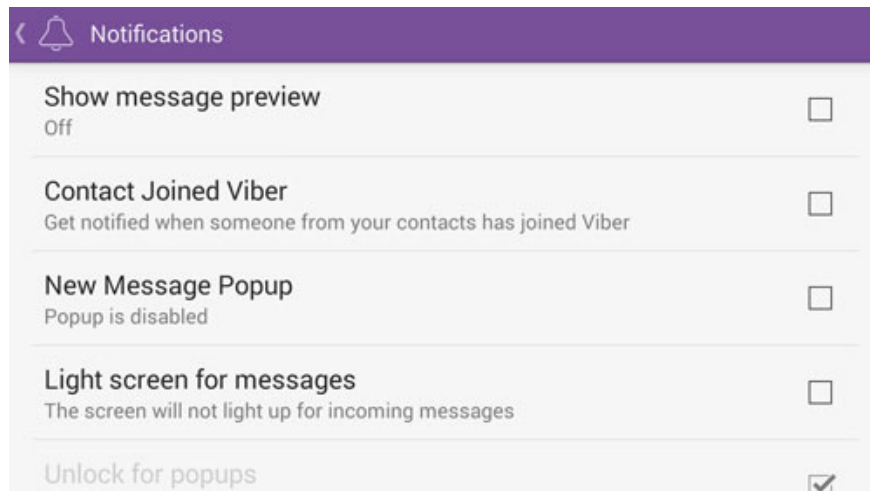 Notifications
Show message preview
Off
Contact Joined Viber
Get notified when someone from your contacts has joined Viber
New Message Popup
Popup is disabled
Light screen for messages
The screen will not light up for incoming messages
Unlock for popups